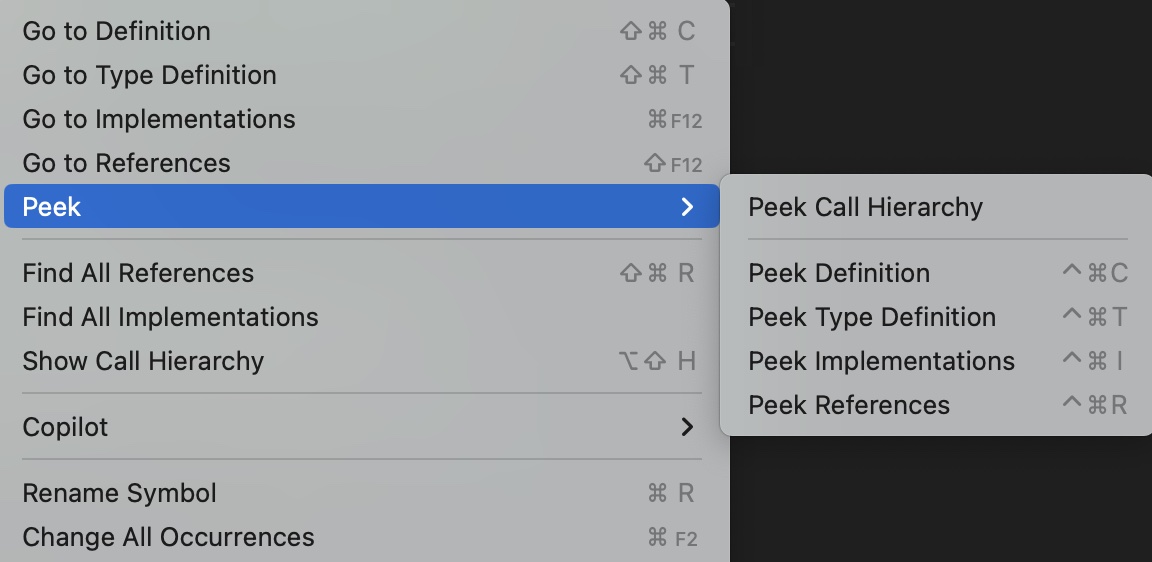 Go to Definition ⇧⌘ C
Go to Type Definition ⇧⌘ T
Go to Implementations ⌘F12
Go to References ⇧F12
Peek
Find All References ⇧⌘ R
Find All Implementations
Show Call Hierarchy ⌥⇧ H
Copilot
Rename Symbol ⌘ R
Change All Occurrences ⌘ F2
Peek Call Hierarchy
Peek Definition ^⌘C
Peek Type Definition ^⌘T
Peek Implementations ^⌘ I
Peek References ^⌘R